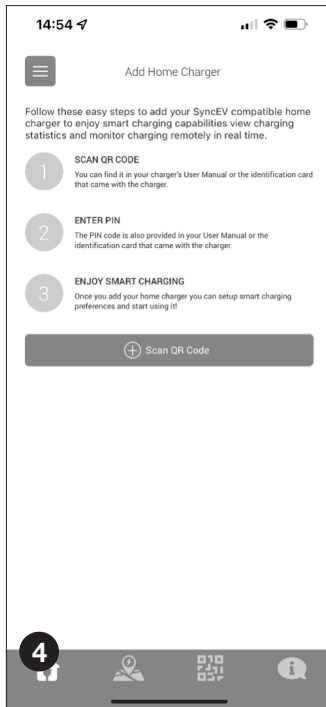 14:54
Add Home Charger
Follow these easy steps to add your SyncEV compatible home
charger to enjoy smart charging capabilities view charging
statistics and monitor charging remotely in real time.
1
SCAN QR CODE
You can find it in your charger's User Manual or the identification card
that came with the charger.
2
ENTER PIN
The PIN code is also provided in your User Manual or the
identification card that came with the charger.
3
ENJOY SMART CHARGING
Once you add your home charger you can setup smart charging
preferences and start using it!
Scan QR Code
4